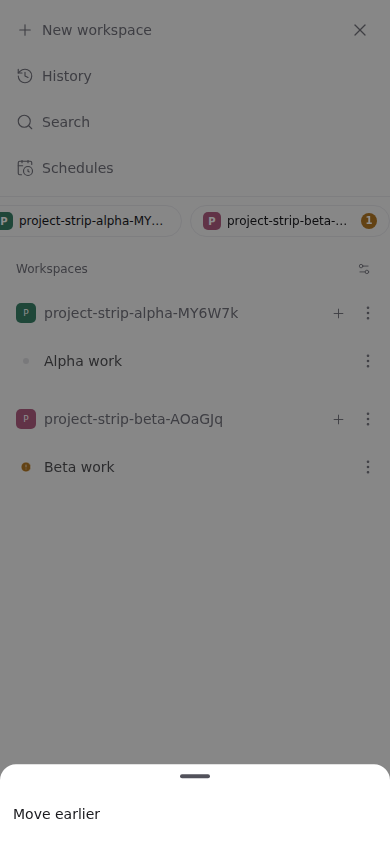 New workspace
History
Search
Schedules
P project-strip-alpha-MY... P project-strip-beta-... 1
Workspaces
P project-strip-alpha-MY6W7k
Alpha work
P project-strip-beta-AOaGJq
Beta work
Move earlier